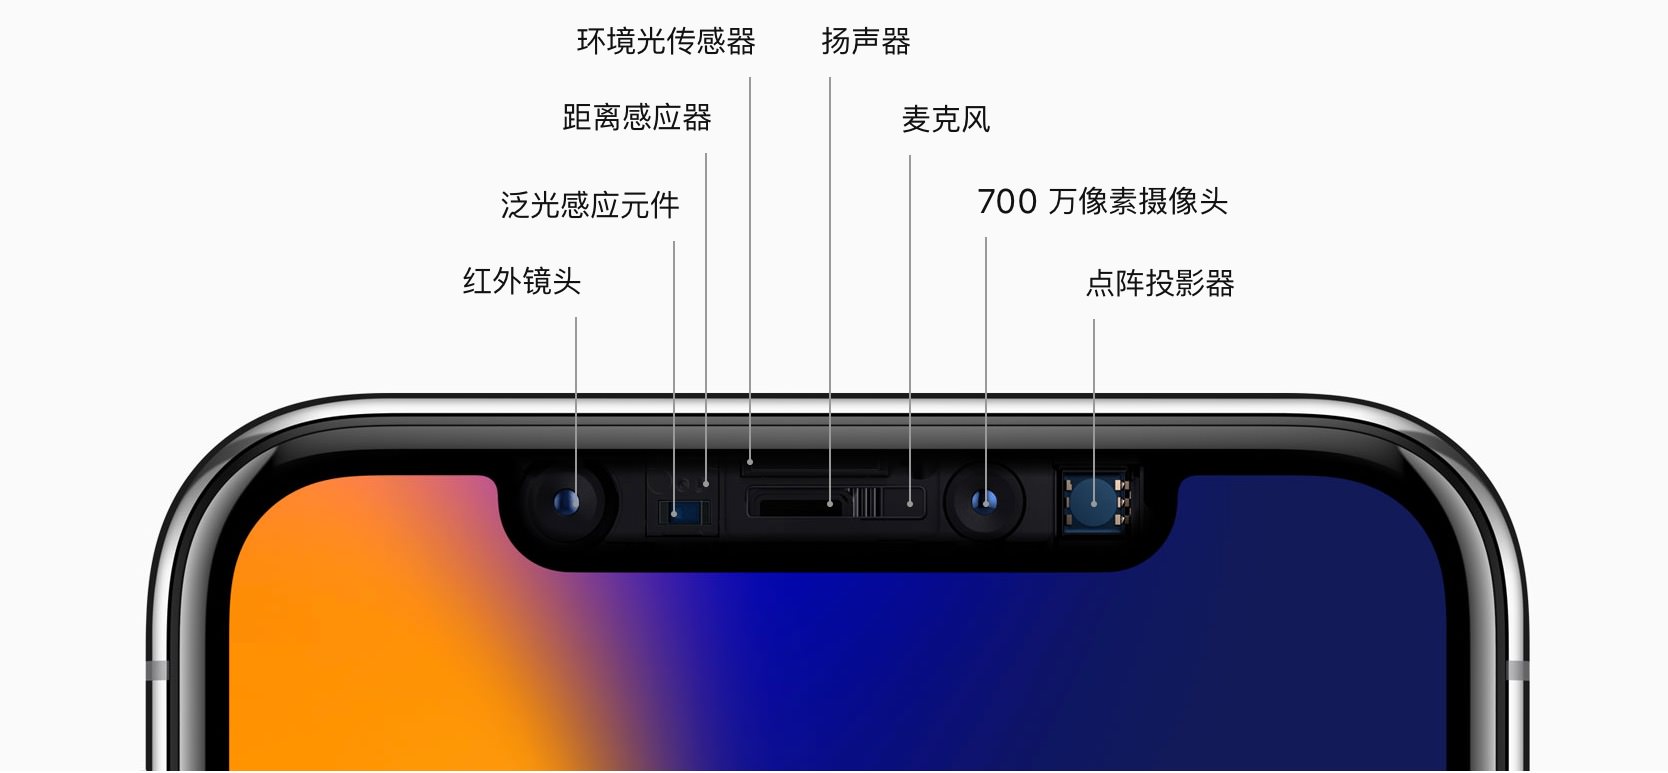 环境光传感器
扬声器
距离感应器
麦克风
泛光感应元件
700 万像素摄像头
红外镜头
点阵投影器